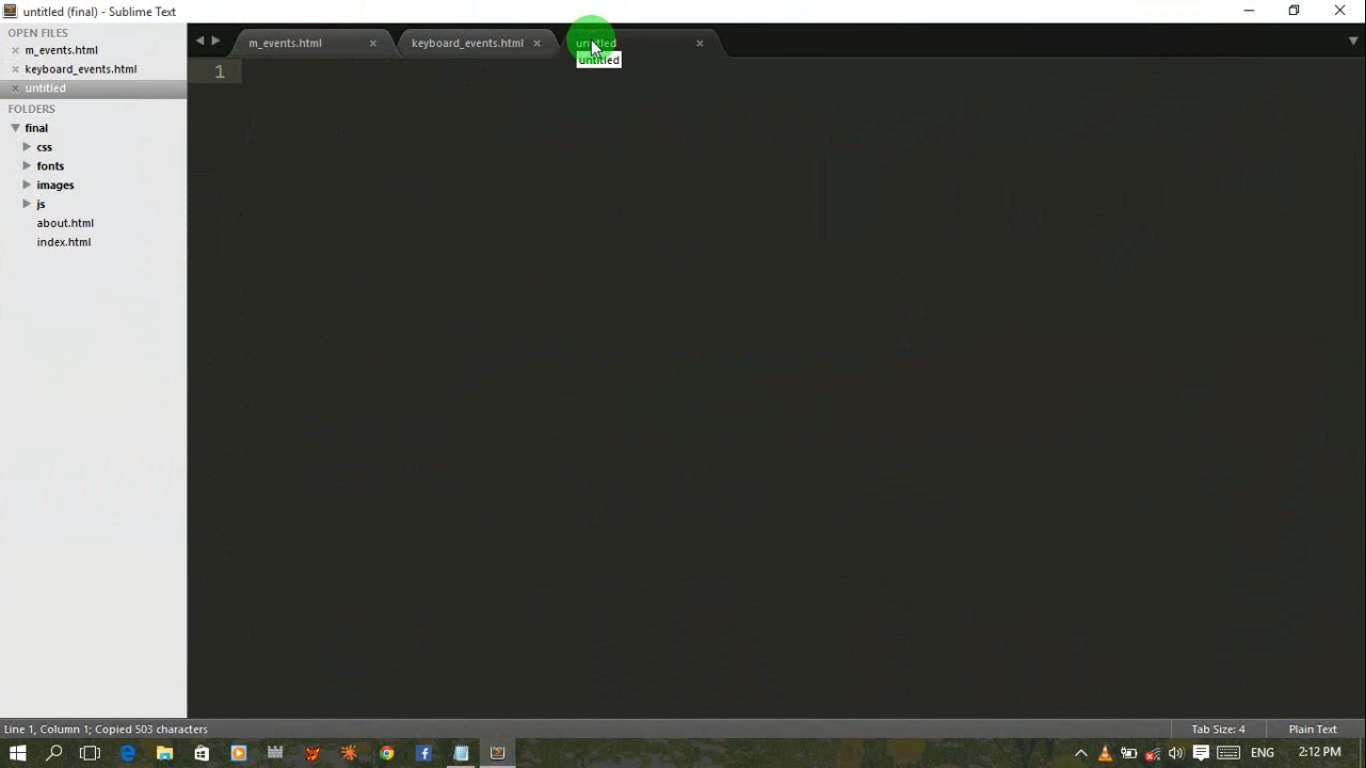 untitled (final) - Sublime Text
OPEN FILES
m_events.html
keyboard_events.html
untitled
FOLDERS
final
css
fonts
images
js
about.html
index.html
m_events.html
keyboard_events.html
untitled
untitled
1
Line 1, Column 1; Copied 503 characters
Tab Size: 4
Plain Text
ENG
2:12 PM